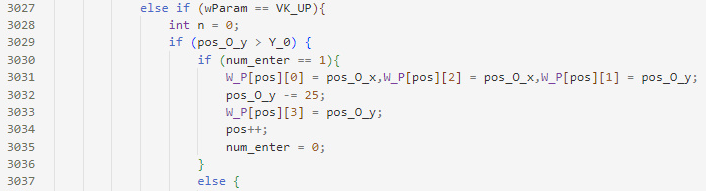 3027 else if (wParam == VK_UP){
3028 int n = 0;
3029 if (pos_O_y > Y_0) {
3030 if (num_enter == 1){
3031 W_P[pos][0] = pos_O_x,W_P[pos][2] = pos_O_x,W_P[pos][1] = pos_O_y;
3032 pos_O_y -= 25;
3033 W_P[pos][3] = pos_O_y;
3034 pos++;
3035 num_enter = 0;
3036 }
3037 else {